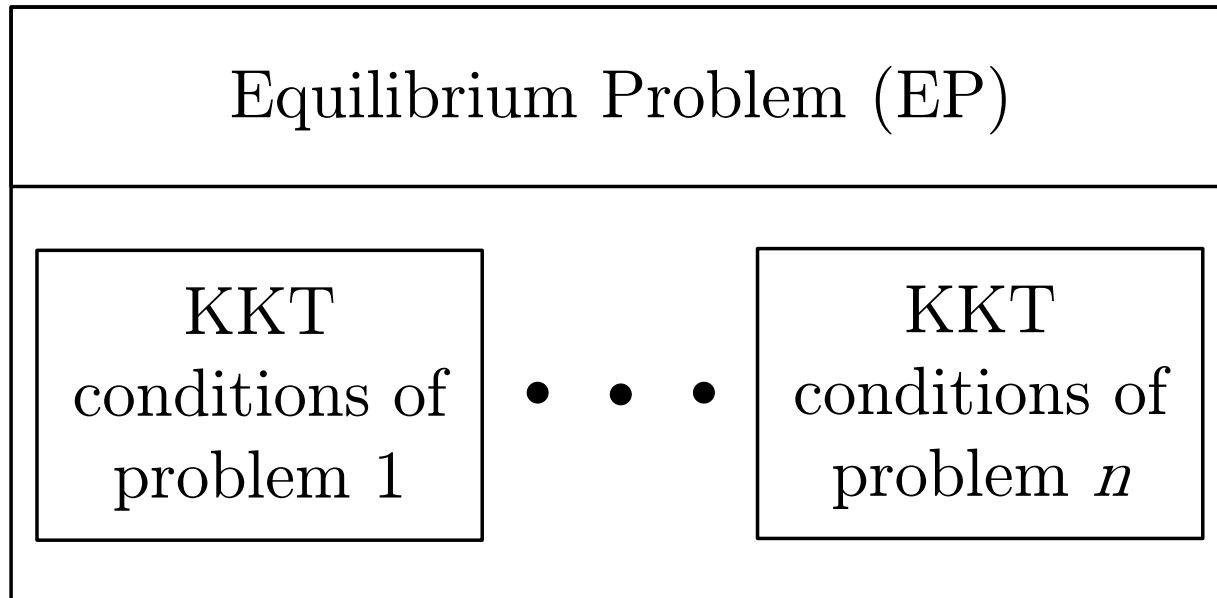 Equilibrium Problem (EP)
KKT
conditions of
problem 1
KKT
conditions of
problem n